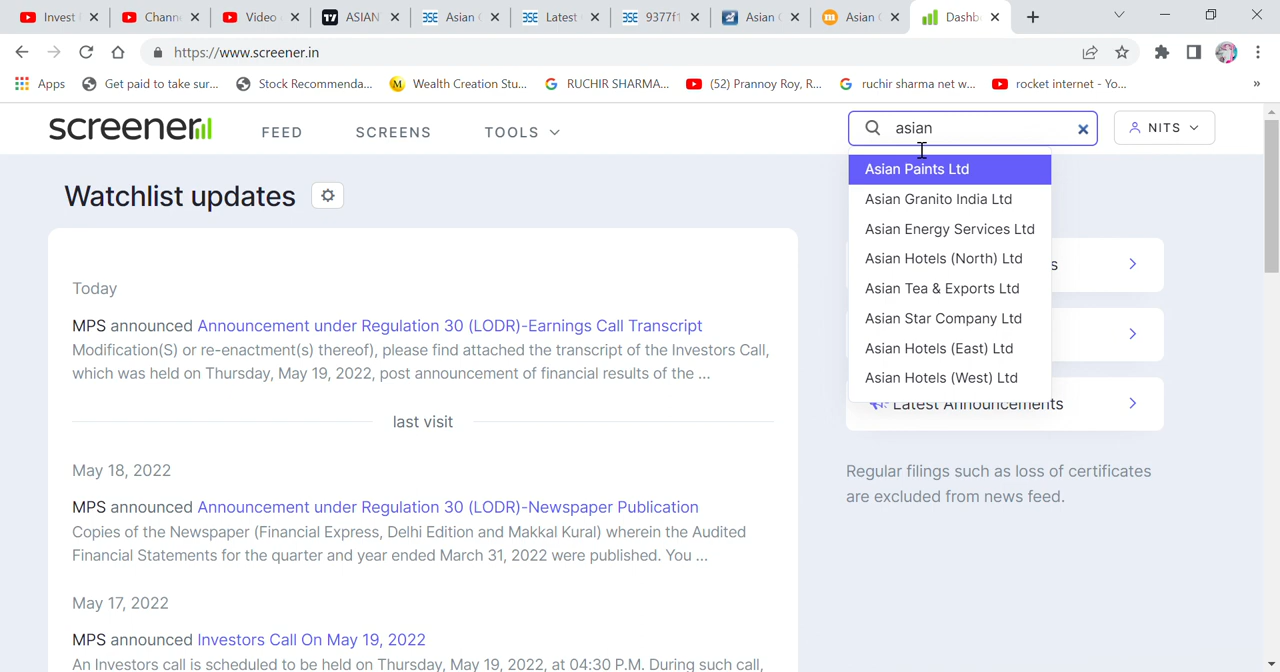 Invest
Chann
Video
ASIAN
Asian
Latest
9377f1
Asian
Asian
Dashb
https://www.screener.in
Apps
Get paid to take sur...
Stock Recommenda...
Wealth Creation Stu...
RUCHIR SHARMA...
(52) Prannoy Roy, R...
ruchir sharma net w...
rocket internet - Yo...
»
screener
FEED
SCREENS
TOOLS
asian
NITS
Asian Paints Ltd
Asian Granito India Ltd
Asian Energy Services Ltd
Asian Hotels (North) Ltd
Asian Tea & Exports Ltd
Asian Star Company Ltd
Asian Hotels (East) Ltd
Asian Hotels (West) Ltd
Watchlist updates
Today
MPS announced Announcement under Regulation 30 (LODR)-Earnings Call Transcript
Modification(S) or re-enactment(s) thereof), please find attached the transcript of the Investors Call,
which was held on Thursday, May 19, 2022, post announcement of financial results of the ...
last visit
May 18, 2022
MPS announced Announcement under Regulation 30 (LODR)-Newspaper Publication
Copies of the Newspaper (Financial Express, Delhi Edition and Makkal Kural) wherein the Audited
Financial Statements for the quarter and year ended March 31, 2022 were published. You ...
May 17, 2022
MPS announced Investors Call On May 19, 2022
An Investors call is scheduled to be held on Thursday, May 19, 2022, at 04:30 P.M. During such call,
s
Latest Announcements
Regular filings such as loss of certificates
are excluded from news feed.